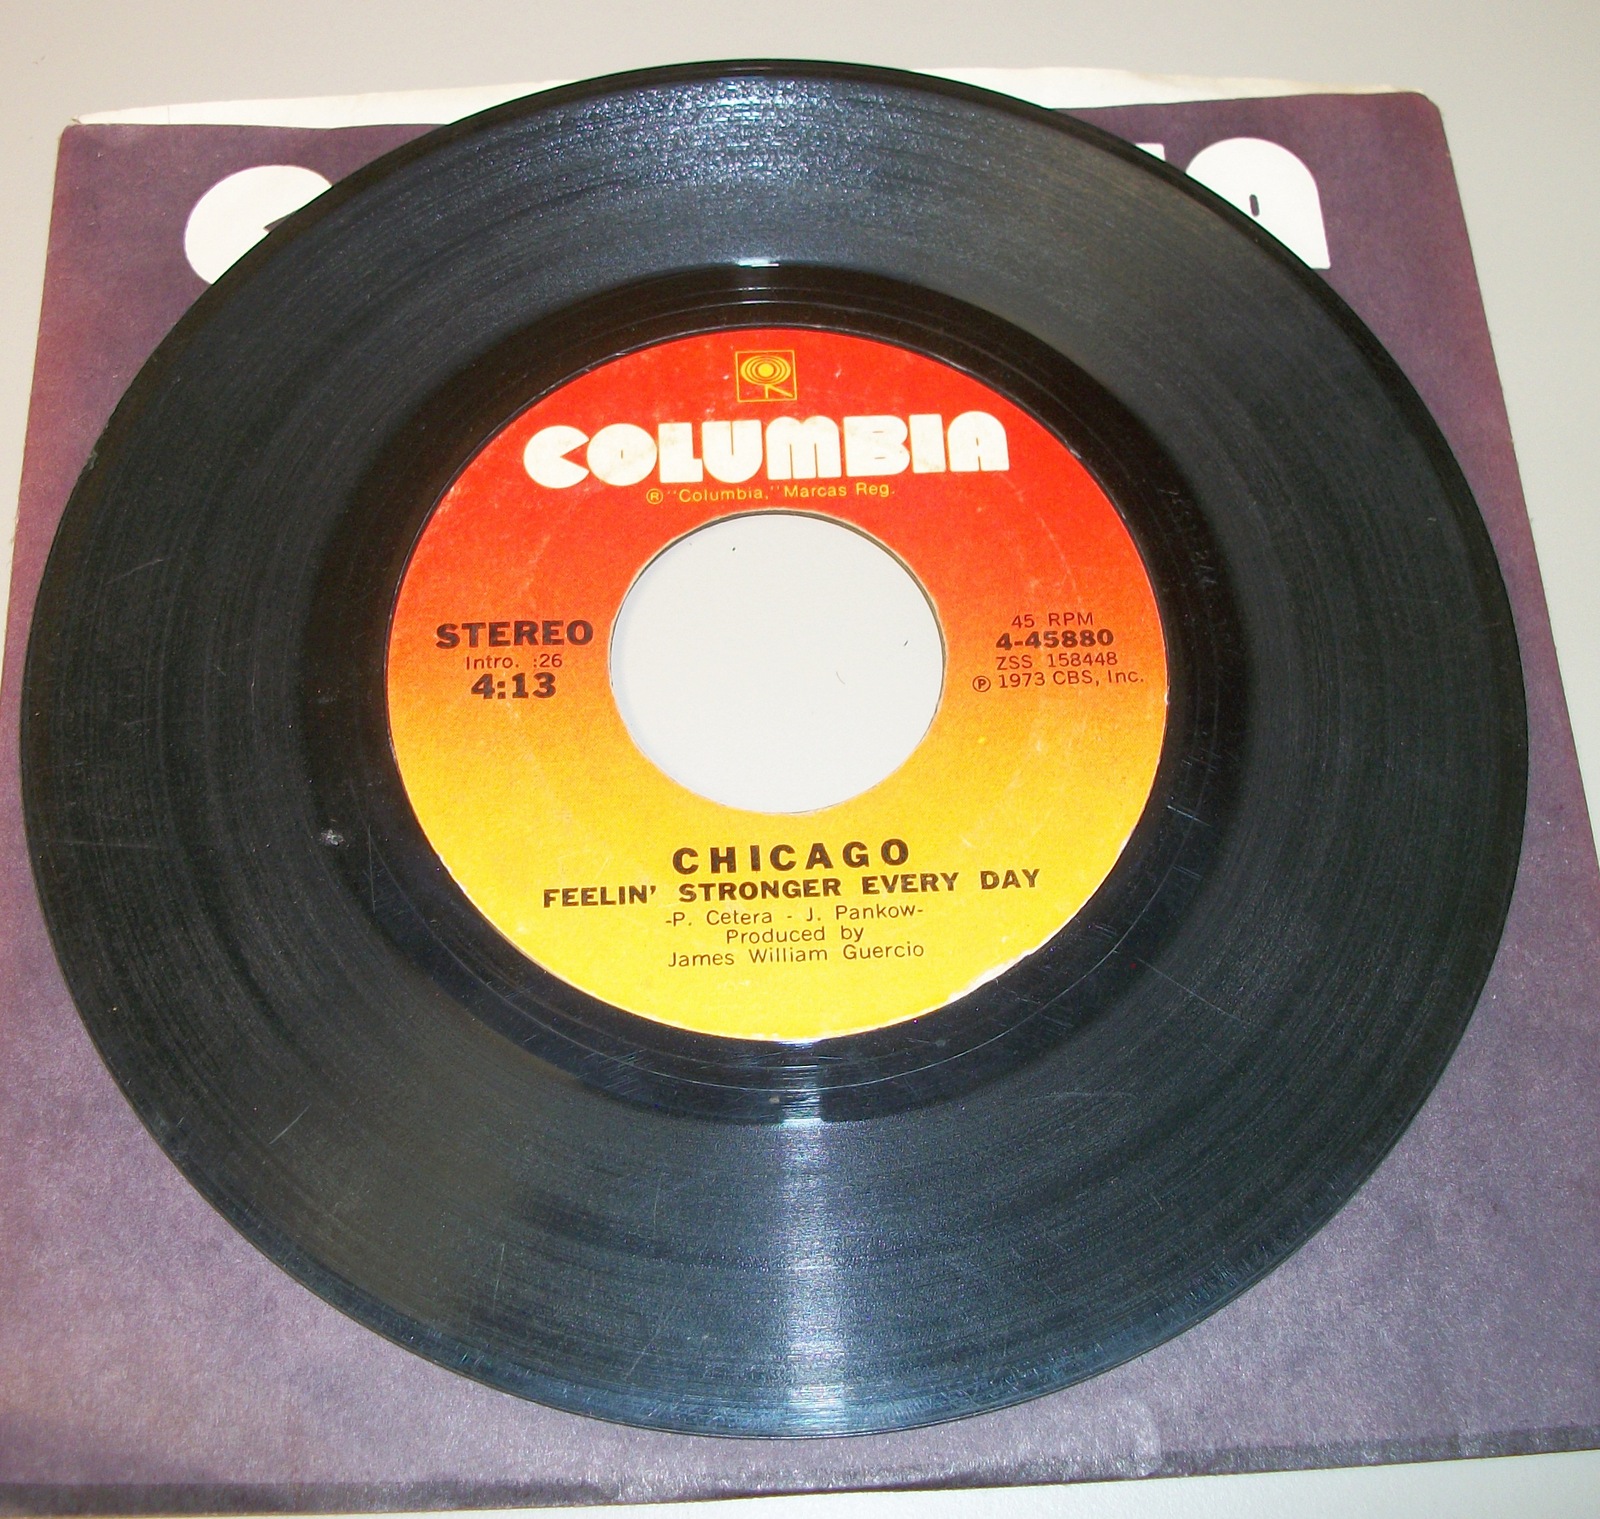 COLUMBIA
® "Columbia," Marcas Reg.
STEREO
Intro. :26
4:13
45 RPM
4-45880
ZSS 158448
℗ 1973 CBS, Inc.
CHICAGO
FEELIN' STRONGER EVERY DAY
-P. Cetera - J. Pankow-
Produced by
James William Guercio